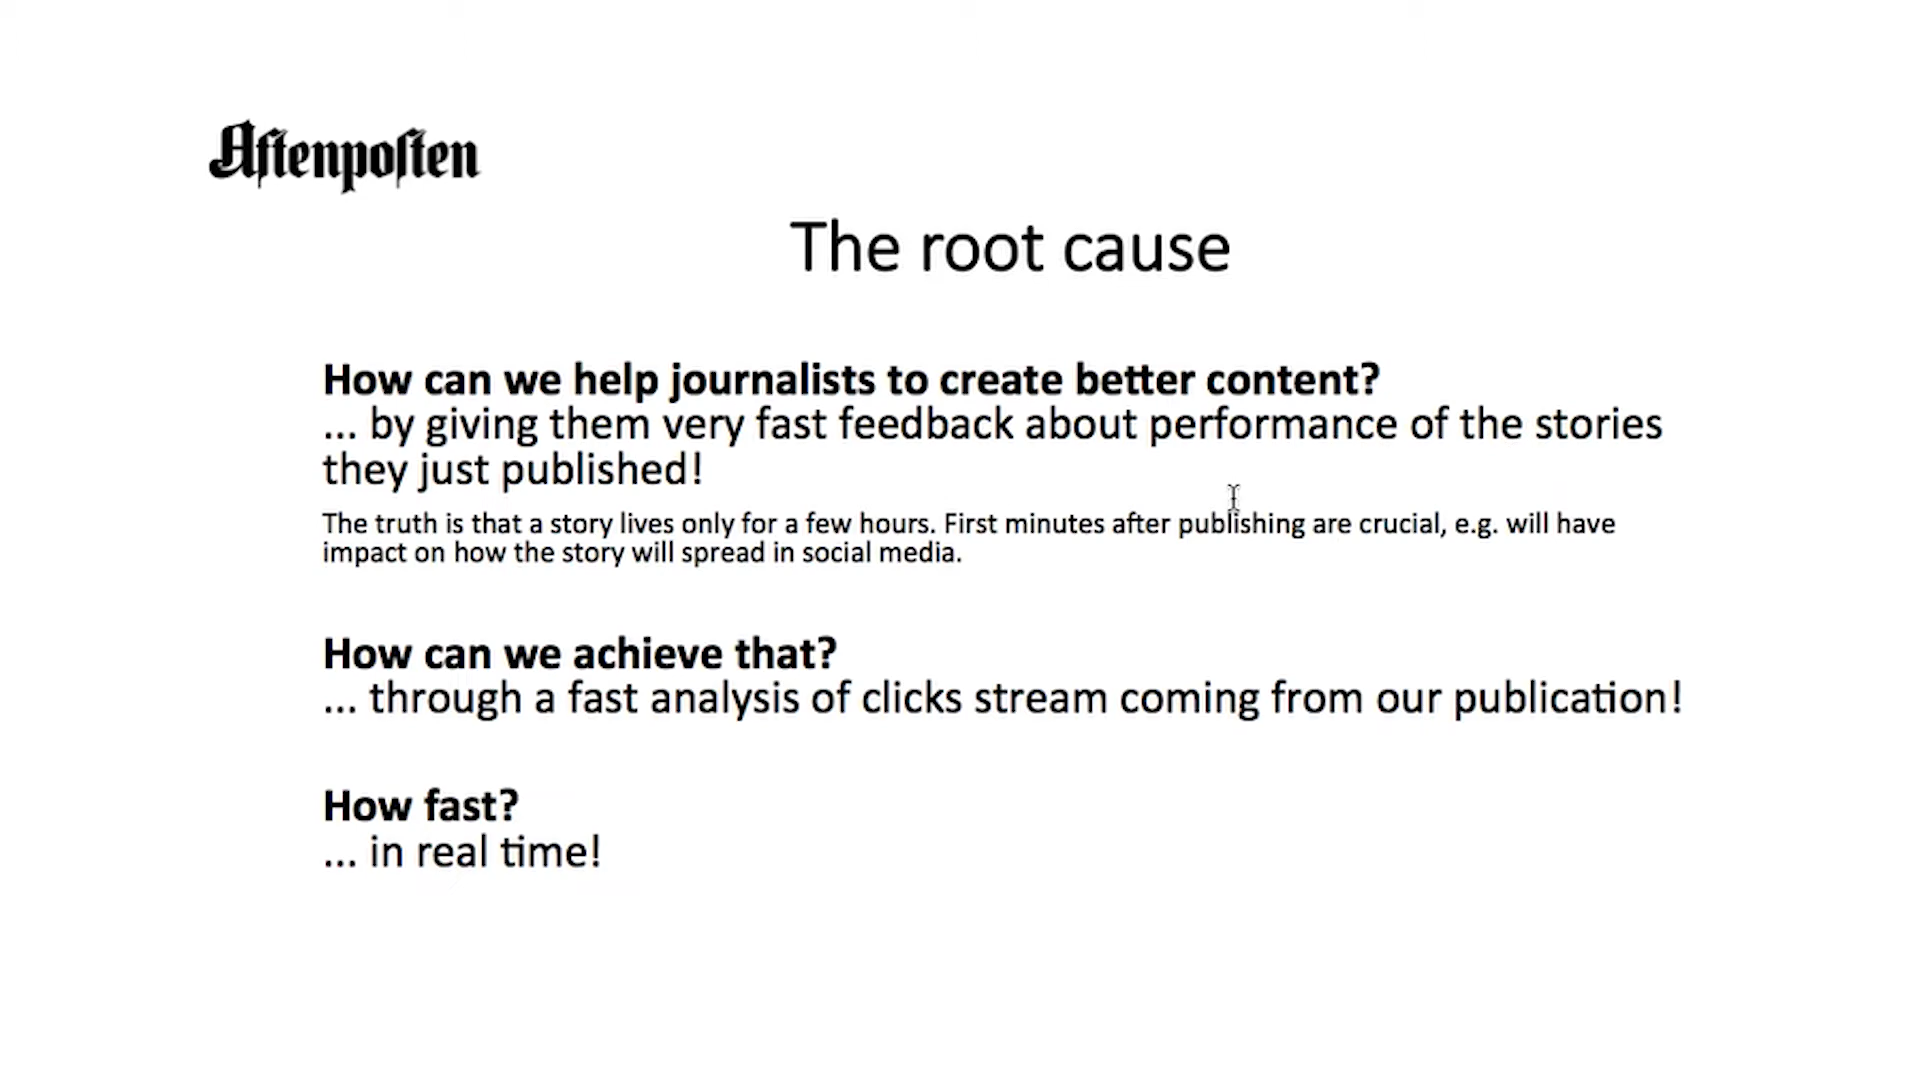 Aftenposten
The root cause
How can we help journalists to create better content?
... by giving them very fast feedback about performance of the stories
they just published!
The truth is that a story lives only for a few hours. First minutes after publishing are crucial, e.g. will have
impact on how the story will spread in social media.
How can we achieve that?
... through a fast analysis of clicks stream coming from our publication!
How fast?
... in real time!